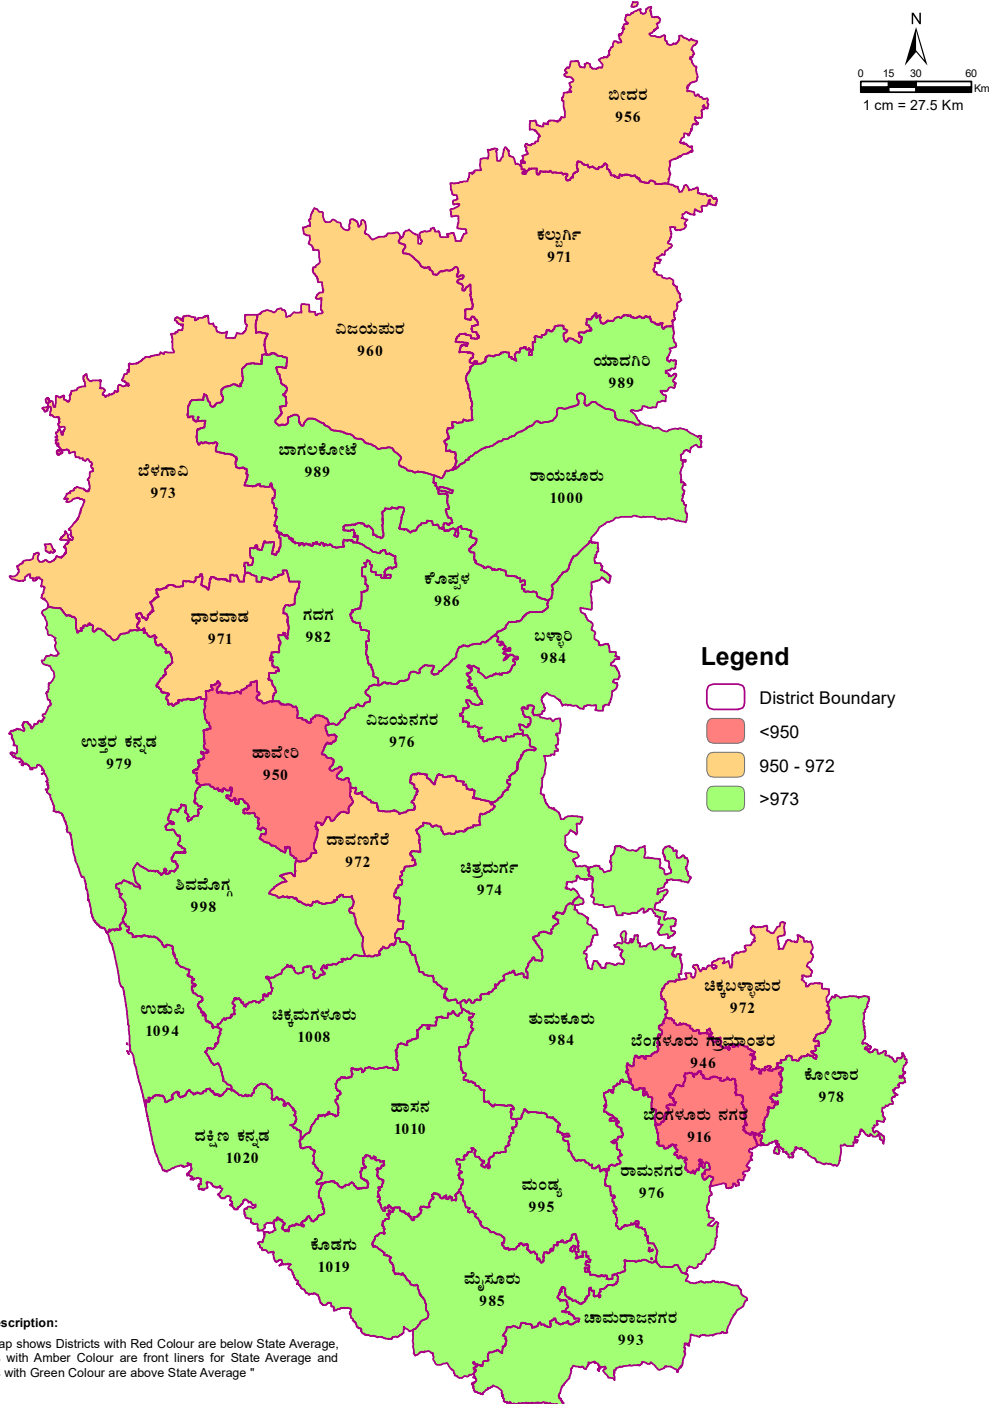 N
0 15 30 60
Km
1 cm = 27.5 Km
ಬೀದರ
956
ಕಲ್ಬುರ್ಗಿ
971
ವಿಜಯಪುರ
960
ಯಾದಗಿರಿ
989
ಬಾಗಲಕೋಟೆ
989
ಬೆಳಗಾವಿ
973
ರಾಯಚೂರು
1000
ಕೊಪ್ಪಳ
986
ಧಾರವಾಡ
971
ಗದಗ
982
ಬಳ್ಳಾರಿ
984
Legend
District Boundary
<950
950 - 972
>973
ವಿಜಯನಗರ
976
ಉತ್ತರ ಕನ್ನಡ
979
ಹಾವೇರಿ
950
ದಾವಣಗೆರೆ
972
ಚಿತ್ರದುರ್ಗ
974
ಶಿವಮೊಗ್ಗ
998
ಚಿಕ್ಕಬಳ್ಳಾಪುರ
972
ಉಡುಪಿ
1094
ಚಿಕ್ಕಮಗಳೂರು
1008
ತುಮಕೂರು
984
ಬೆಂಗಳೂರು ಗ್ರಾಮಾಂತರ
946
ಕೋಲಾರ
978
ಹಾಸನ
1010
ಬೆಂಗಳೂರು ನಗರ
916
ದಕ್ಷಿಣ ಕನ್ನಡ
1020
ರಾಮನಗರ
976
ಮಂಡ್ಯ
995
ಕೊಡಗು
1019
ಮೈಸೂರು
985
ಚಾಮರಾಜನಗರ
993
scription:
ap shows Districts with Red Colour are below State Average,
with Amber Colour are front liners for State Average and
with Green Colour are above State Average "